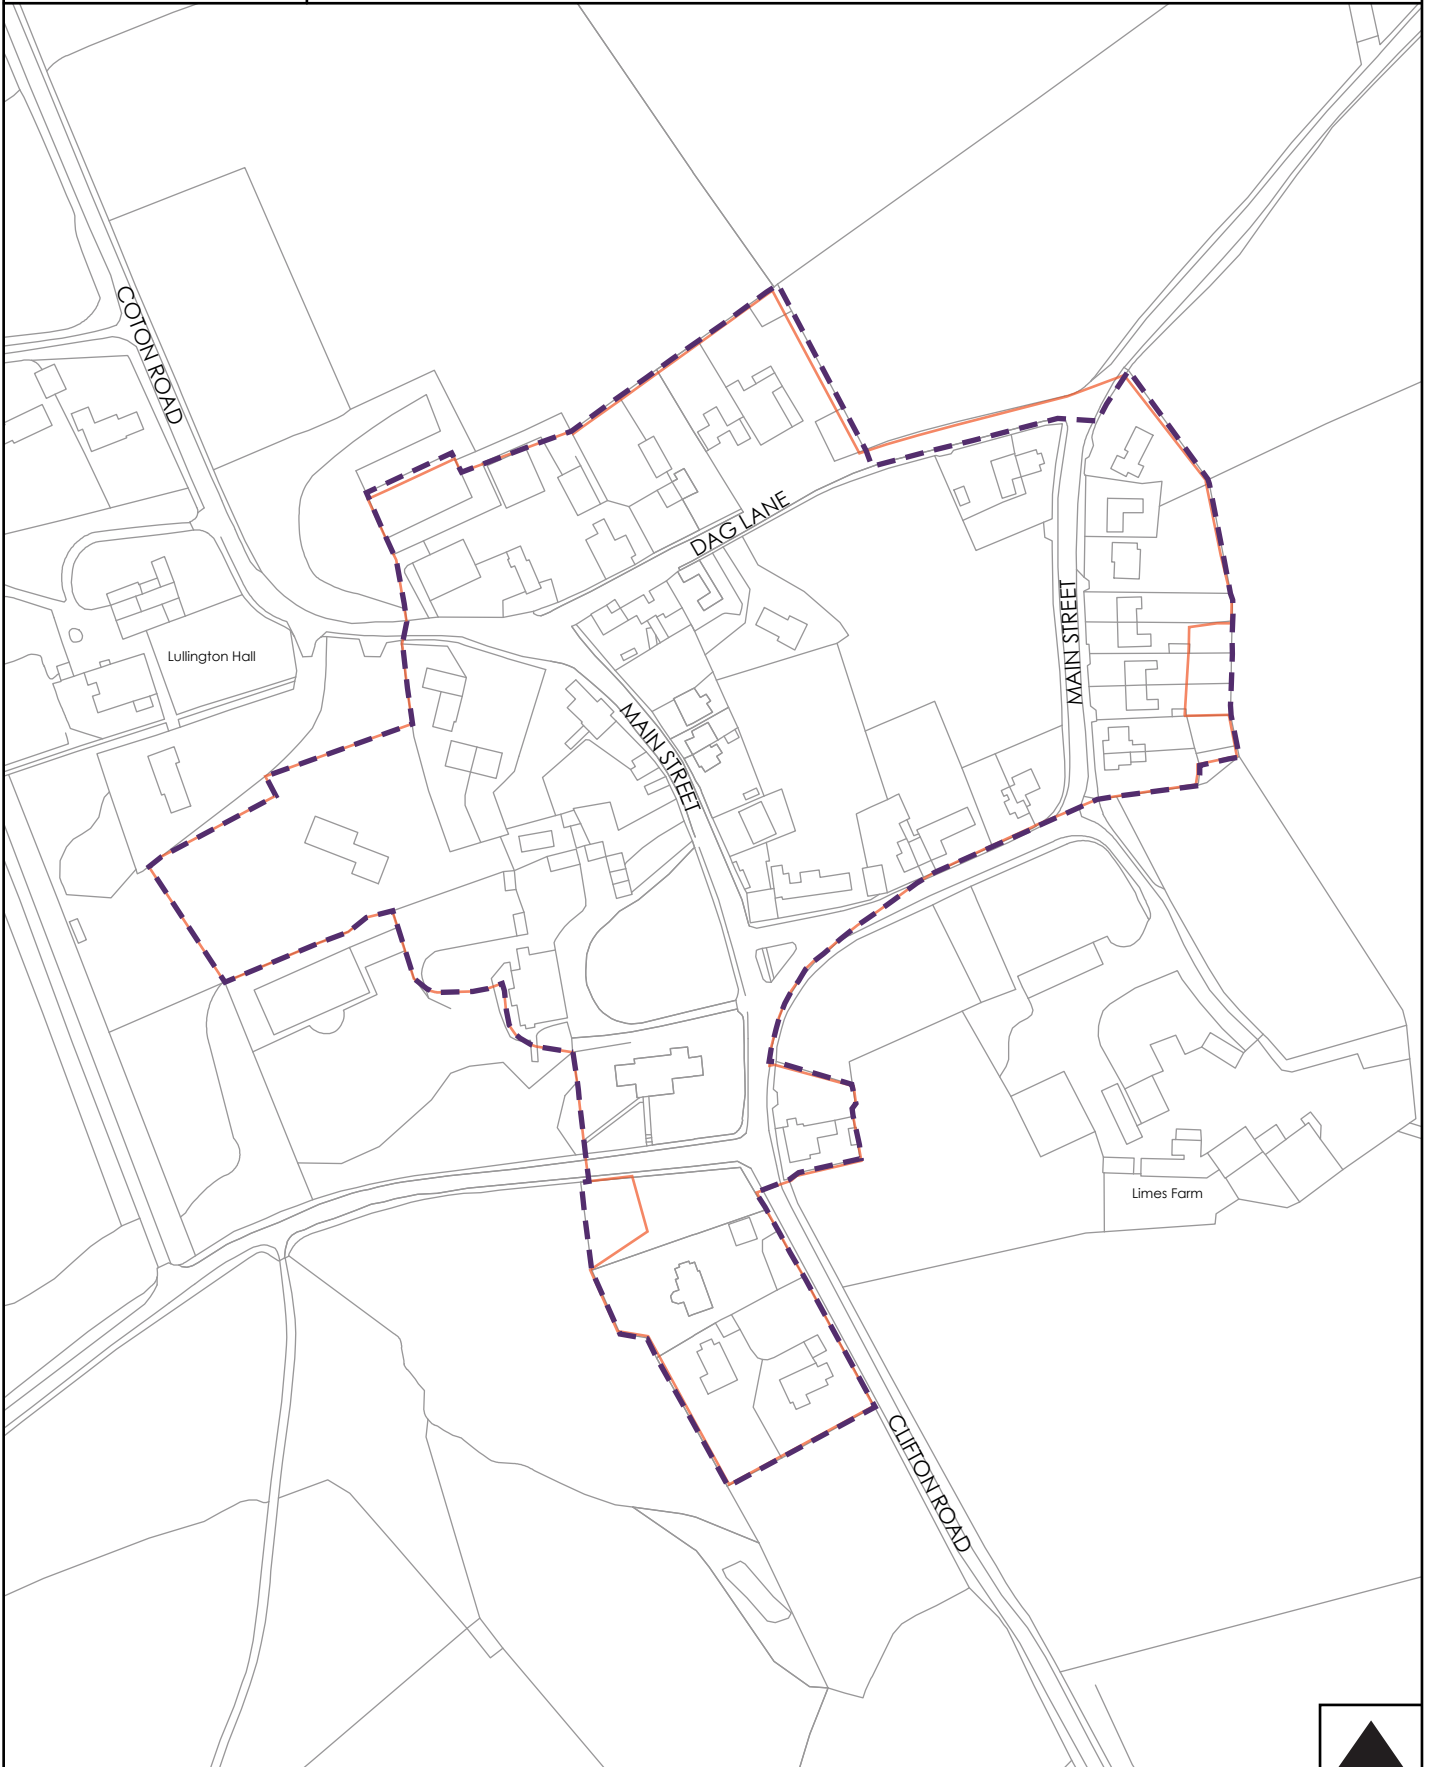 COTON ROAD
DAG LANE
MAIN STREET
Lullington Hall
MAIN STREET
Limes Farm
CLIFTON ROAD